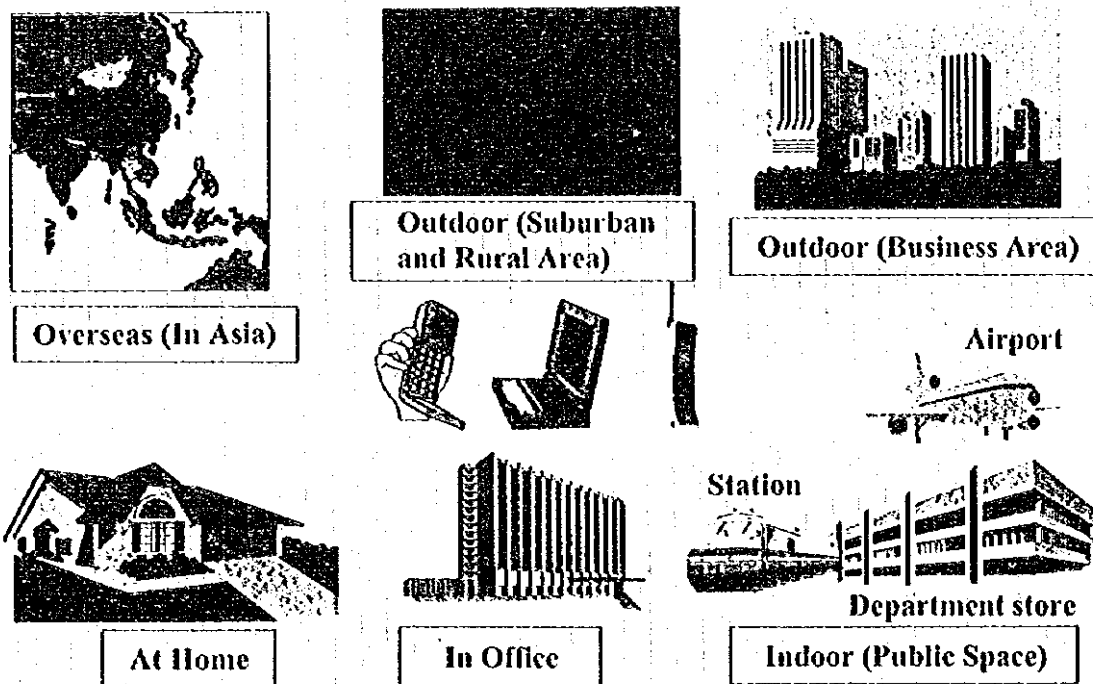 Outdoor (Suburban
and Rural Area)
Outdoor (Business Area)
Overseas (In Asia)
Airport
Station
Department store
At Home
In Office
Indoor (Public Space)